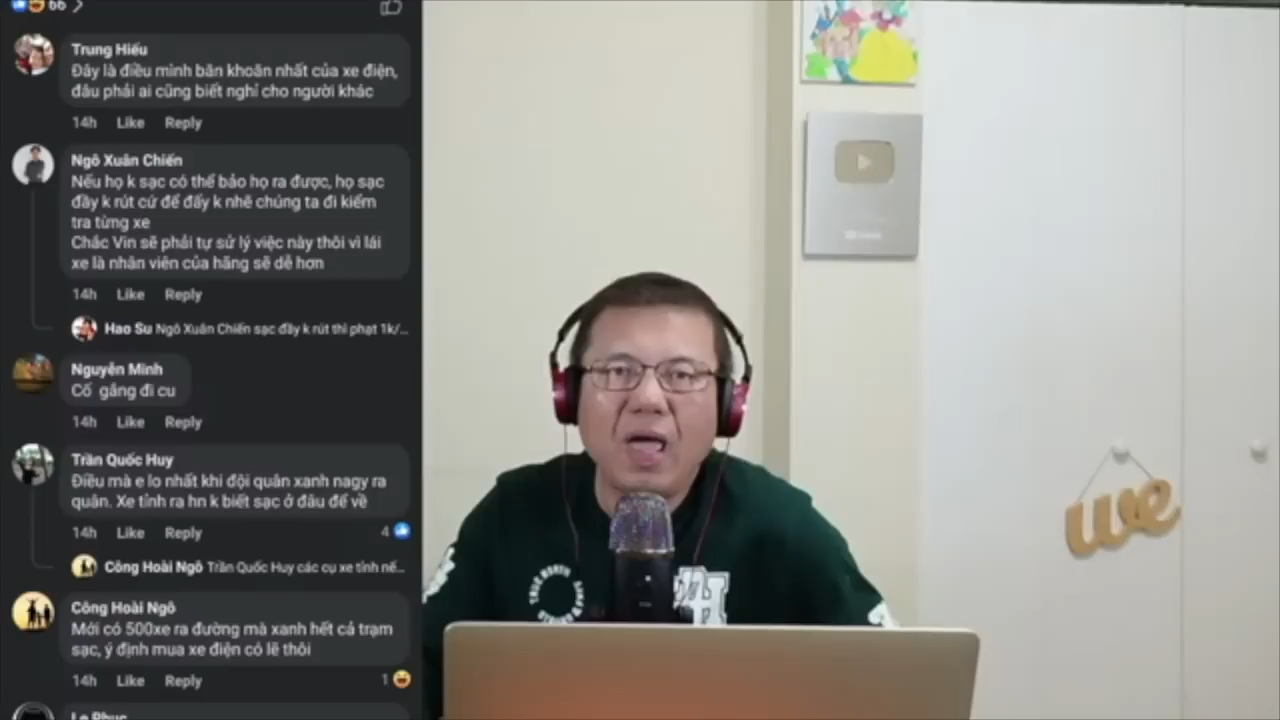 66
Trung Hiếu
Đây là điều mình băn khoăn nhất của xe điện,
đâu phải ai cũng biết nghỉ cho người khác
14h Like Reply
Ngô Xuân Chiến
Nếu họ k sạc có thể bảo họ ra được, họ sạc
đầy k rút cứ để đấy k nhẽ chúng ta đi kiểm
tra từng xe
Chắc Vin sẽ phải tự sử lý việc này thôi vì lái
xe là nhân viên của hãng sẽ dễ hơn
14h Like Reply
Hao Su Ngô Xuân Chiến sạc đầy k rút thì phạt 1k/...
Nguyễn Minh
Cố gắng đi cu
14h Like Reply
Trần Quốc Huy
Điều mà e lo nhất khi đội quân xanh nagy ra
quân. Xe tỉnh ra hn k biết sạc ở đâu để về
14h Like Reply 4
Công Hoài Ngô Trần Quốc Huy các cụ xe tỉnh nế...
Công Hoài Ngô
Mới có 500xe ra đường mà xanh hết cả trạm
sạc, ý định mua xe điện có lẽ thôi
14h Like Reply 1
Le Phuc
we
TRUE NORTH
H